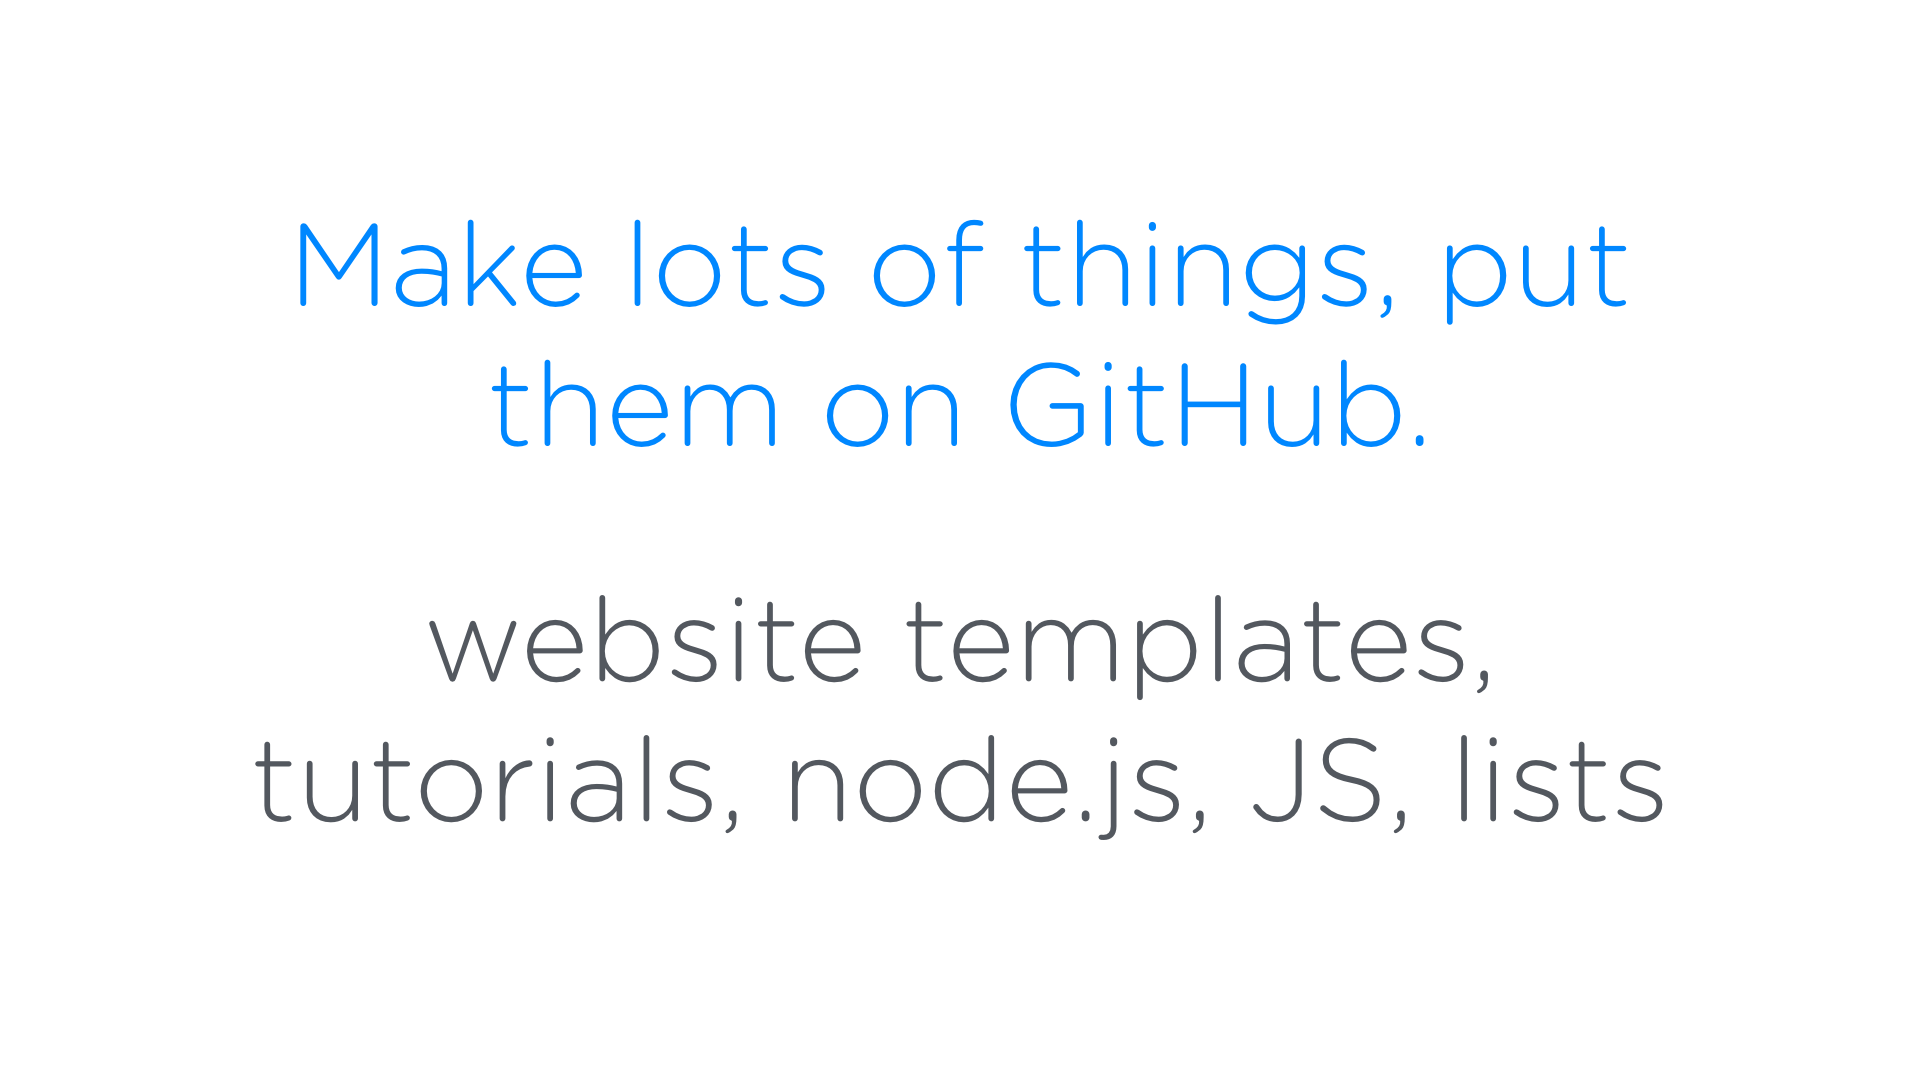 Make lots of things, put
them on GitHub.
website templates,
tutorials, node.js, JS, lists